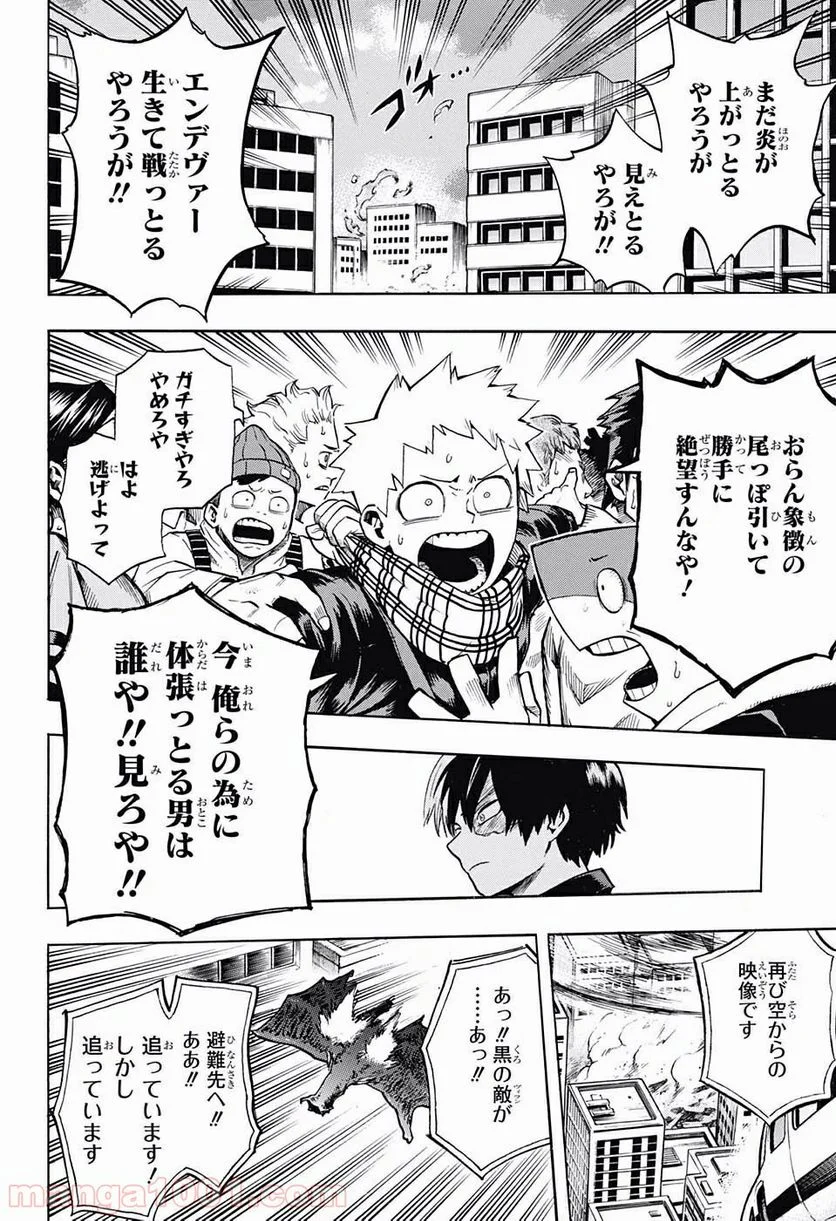 まだ炎が
上がっとる
やろうが
見えとる
やろが!!
ブオ…
エンデヴァー
生きて戦っとる
やろうが!!
おらん象徴の
尾っぽ引いて
勝手に
絶望すんなや!
ガチすぎやろ
やめろや
はよ
逃げよって
今俺らの為に
体張っとる男は
誰や!!見ろや!!
再び空からの
映像です
あっ!!黒の敵が
……あっ!!
避難先へ!!
ああ!!
追っています!
しかし
追っています
manga1001.com